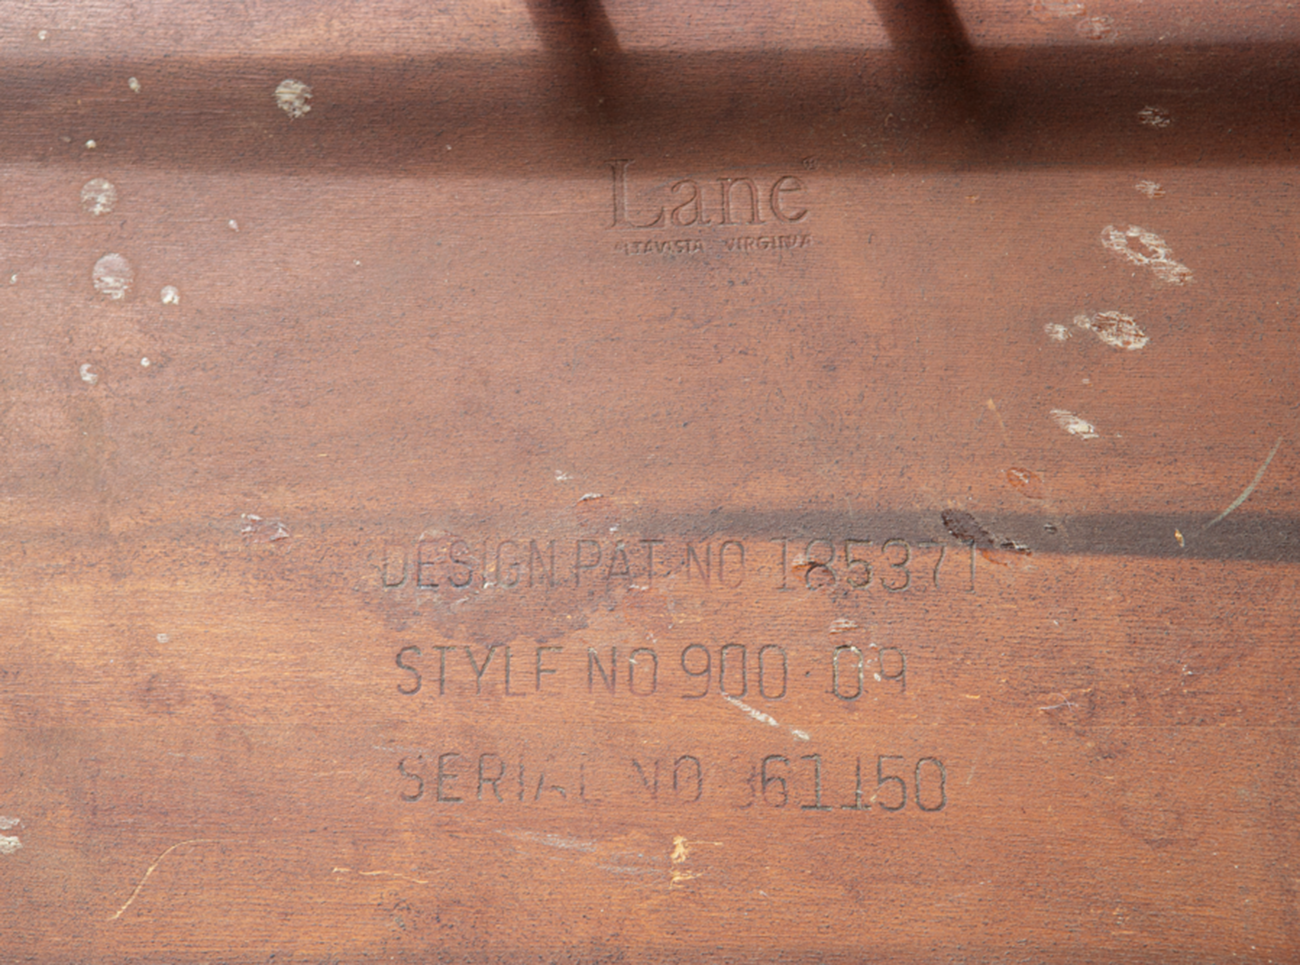 Lane®
ALTAVISTA VIRGINIA
DESIGN PAT NO 185371
STYLE NO 900 09
SERIAL NO 361150